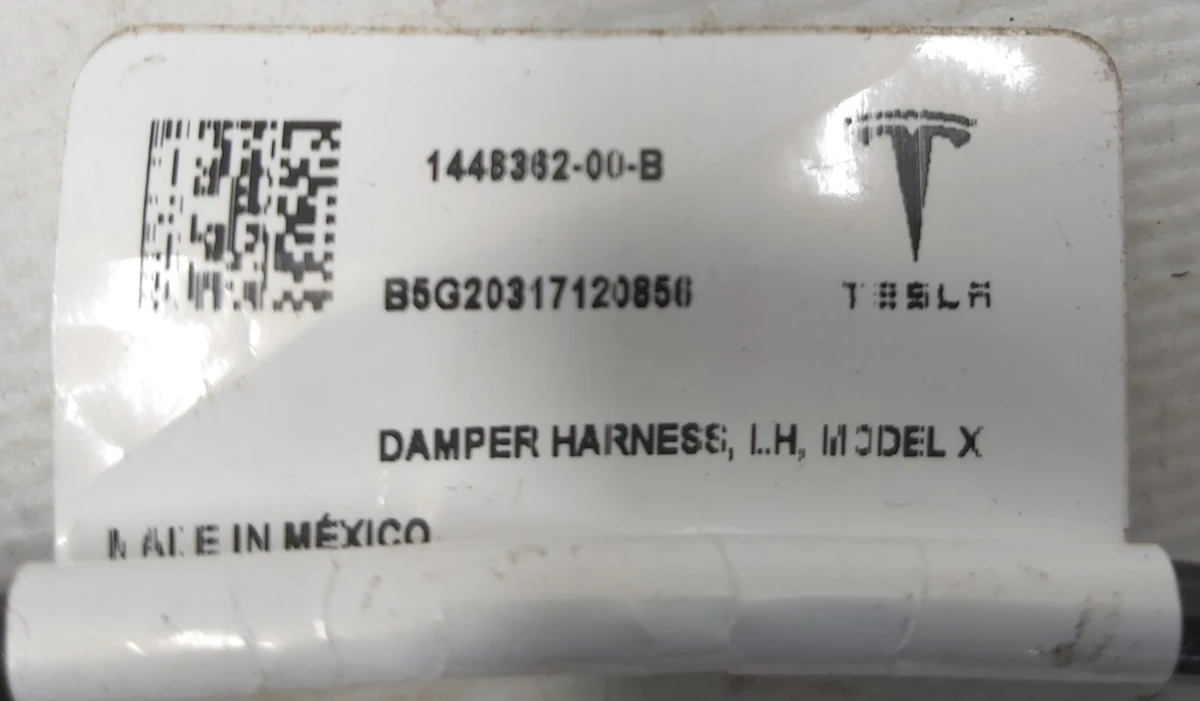 1448362-00-B
B5G20317120856
TESLA
DAMPER HARNESS, LH, MODEL X
MADE IN MÉXICO